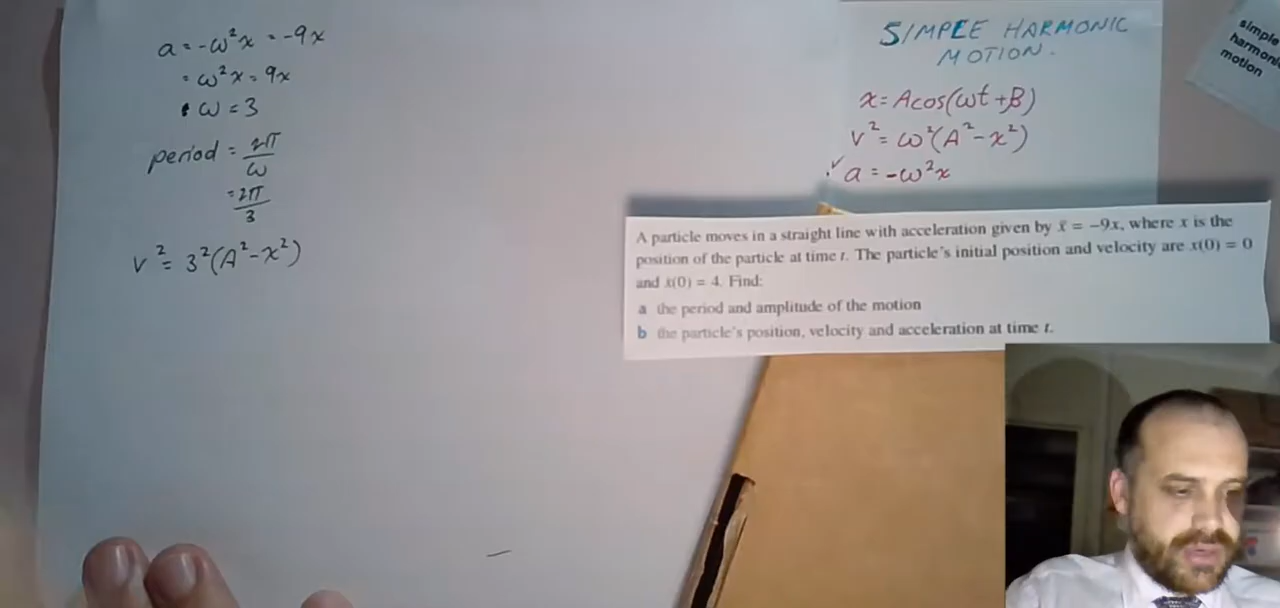 a = -ω²x = -9x
= ω²x = 9x
ω = 3
period = 2π/ω
= 2π/3
v² = 3²(A² - x²)
SIMPLE HARMONIC
MOTION.
x = Acos(ωt + β)
v² = ω²(A² - x²)
✓ a = -ω²x
simple
harmonic
motion
A particle moves in a straight line with acceleration given by ẍ = −9x, where x is the
position of the particle at time t. The particle's initial position and velocity are x(0) = 0
and ẋ(0) = 4. Find:
a the period and amplitude of the motion
b the particle's position, velocity and acceleration at time t.